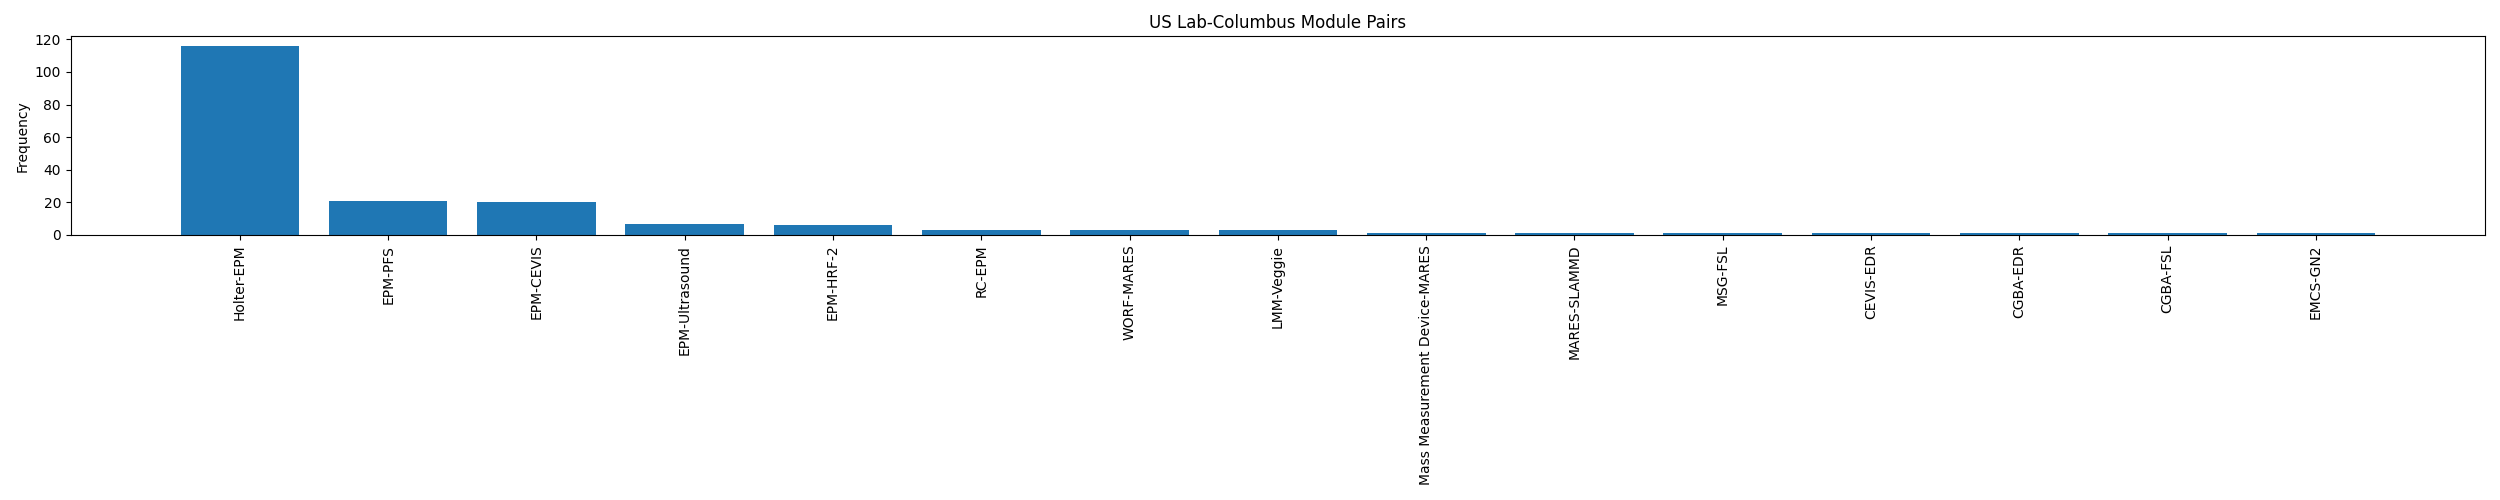 US Lab-Columbus Module Pairs
Frequency
120
100
80
60
40
20
0
Holter-EPM
EPM-PFS
EPM-CEVIS
EPM-Ultrasound
EPM-HRF-2
RC-EPM
WORF-MARES
LMM-Veggie
Mass Measurement Device-MARES
MARES-SLAMMD
MSG-FSL
CEVIS-EDR
CGBA-EDR
CGBA-FSL
EMCS-GN2